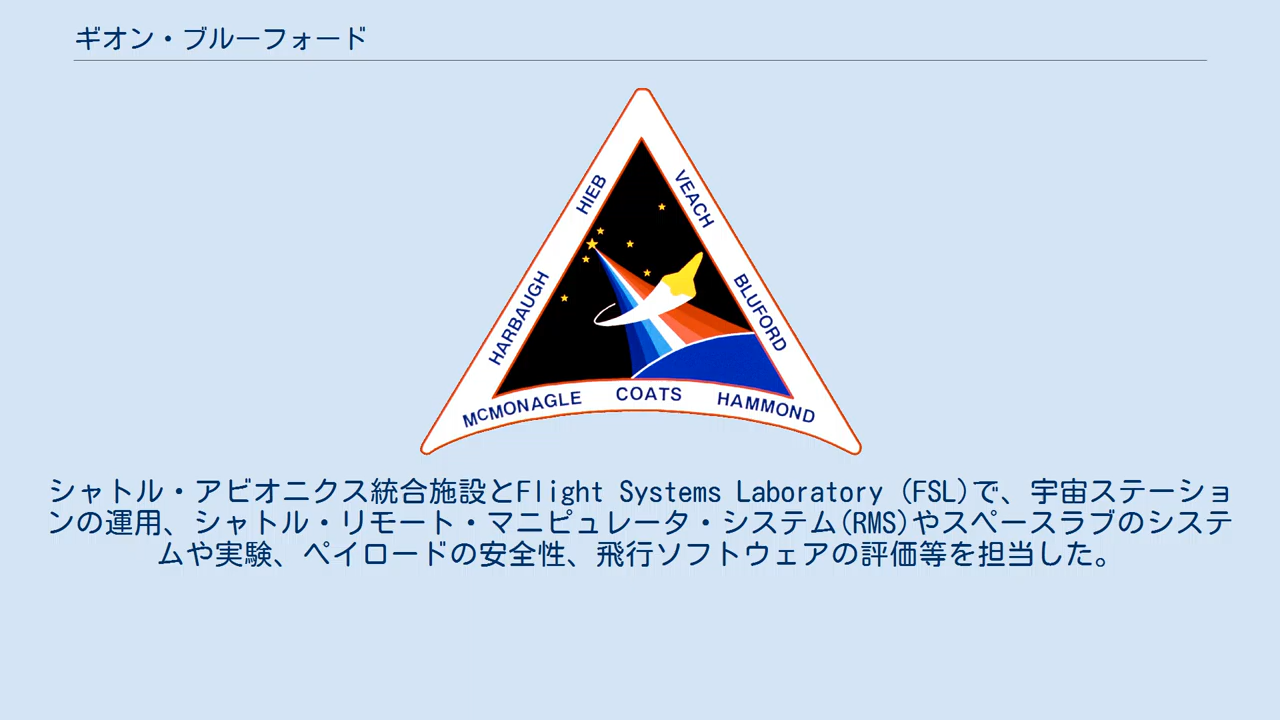 ギオン・ブルーフォード
HIEB
VEACH
HARBAUGH
BLUFORD
MCMONAGLE
COATS
HAMMOND
シャトル・アビオニクス統合施設とFlight Systems Laboratory (FSL)で、宇宙ステーショ
ンの運用、シャトル・リモート・マニピュレータ・システム(RMS)やスペースラブのシステ
ムや実験、ペイロードの安全性、飛行ソフトウェアの評価等を担当した。